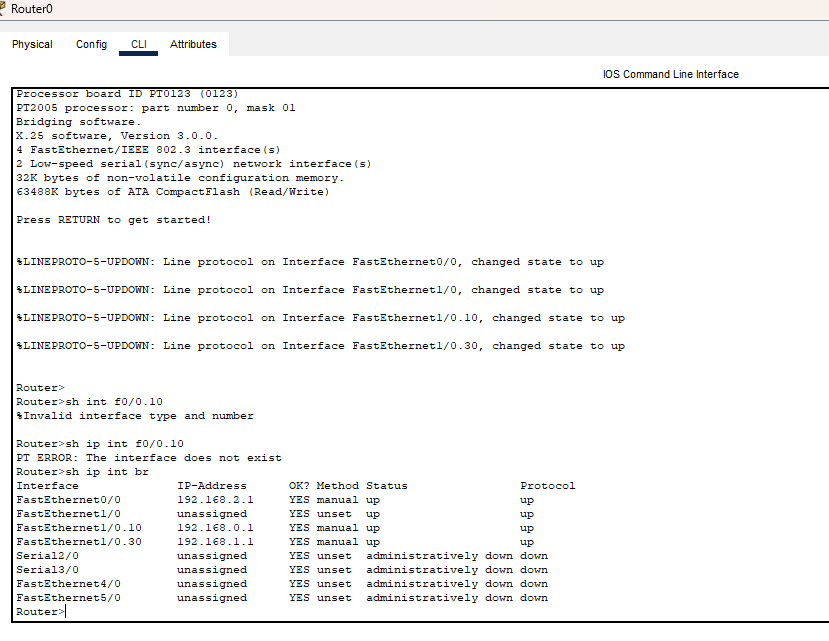 Router0
Physical Config CLI Attributes
IOS Command Line Interface
Processor board ID PT0123 (0123)
PT2005 processor: part number 0, mask 01
Bridging software.
X.25 software, Version 3.0.0.
4 FastEthernet/IEEE 802.3 interface(s)
2 Low-speed serial(sync/async) network interface(s)
32K bytes of non-volatile configuration memory.
63488K bytes of ATA CompactFlash (Read/Write)
Press RETURN to get started!
%LINEPROTO-5-UPDOWN: Line protocol on Interface FastEthernet0/0, changed state to up
%LINEPROTO-5-UPDOWN: Line protocol on Interface FastEthernet1/0, changed state to up
%LINEPROTO-5-UPDOWN: Line protocol on Interface FastEthernet1/0.10, changed state to up
%LINEPROTO-5-UPDOWN: Line protocol on Interface FastEthernet1/0.30, changed state to up
Router>
Router>sh int f0/0.10
%Invalid interface type and number
Router>sh ip int f0/0.10
PT ERROR: The interface does not exist
Router>sh ip int br
Interface IP-Address OK? Method Status Protocol
FastEthernet0/0 192.168.2.1 YES manual up up
FastEthernet1/0 unassigned YES unset up up
FastEthernet1/0.10 192.168.0.1 YES manual up up
FastEthernet1/0.30 192.168.1.1 YES manual up up
Serial2/0 unassigned YES unset administratively down down
Serial3/0 unassigned YES unset administratively down down
FastEthernet4/0 unassigned YES unset administratively down down
FastEthernet5/0 unassigned YES unset administratively down down
Router>